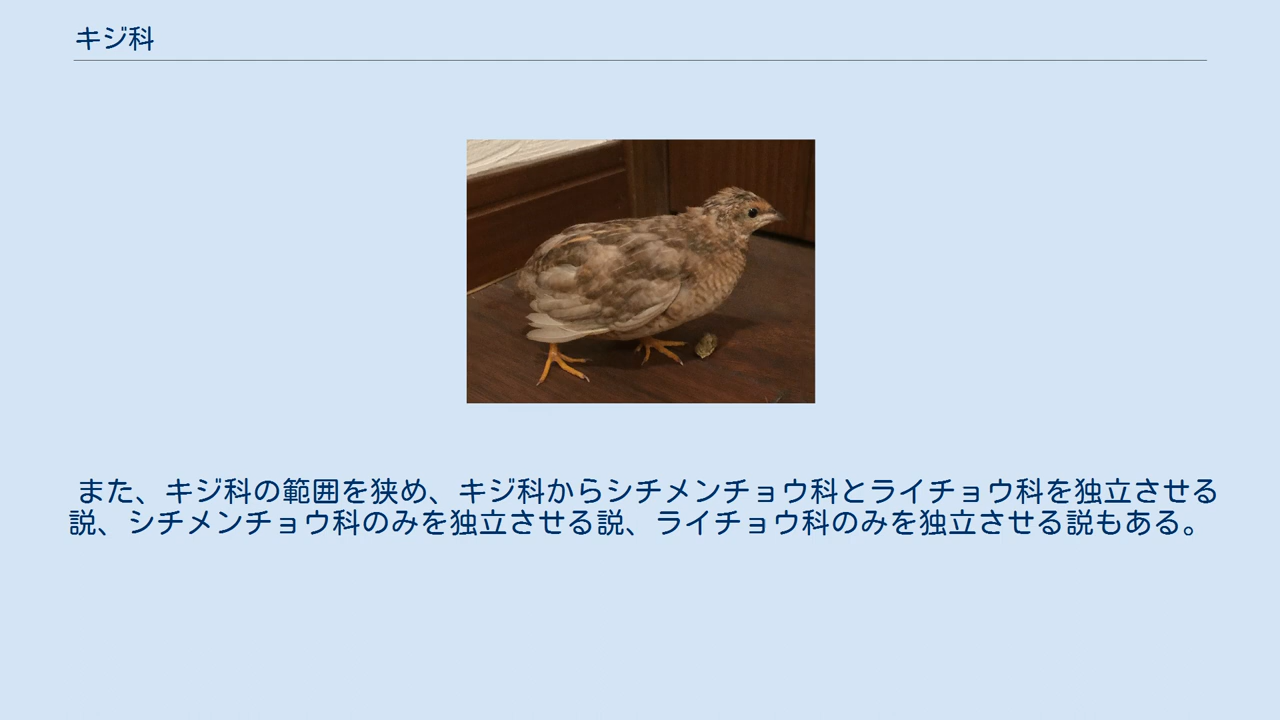 キジ科
また、キジ科の範囲を狭め、キジ科からシチメンチョウ科とライチョウ科を独立させる
説、シチメンチョウ科のみを独立させる説、ライチョウ科のみを独立させる説もある。